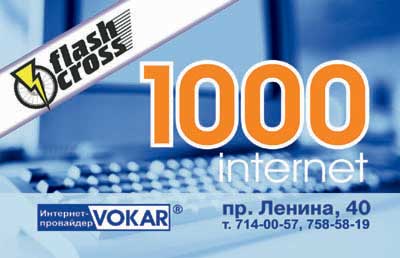 flash
cross
1000
internet
Интернет-
провайдер
VOKAR®
пр. Ленина, 40
т. 714-00-57, 758-58-19